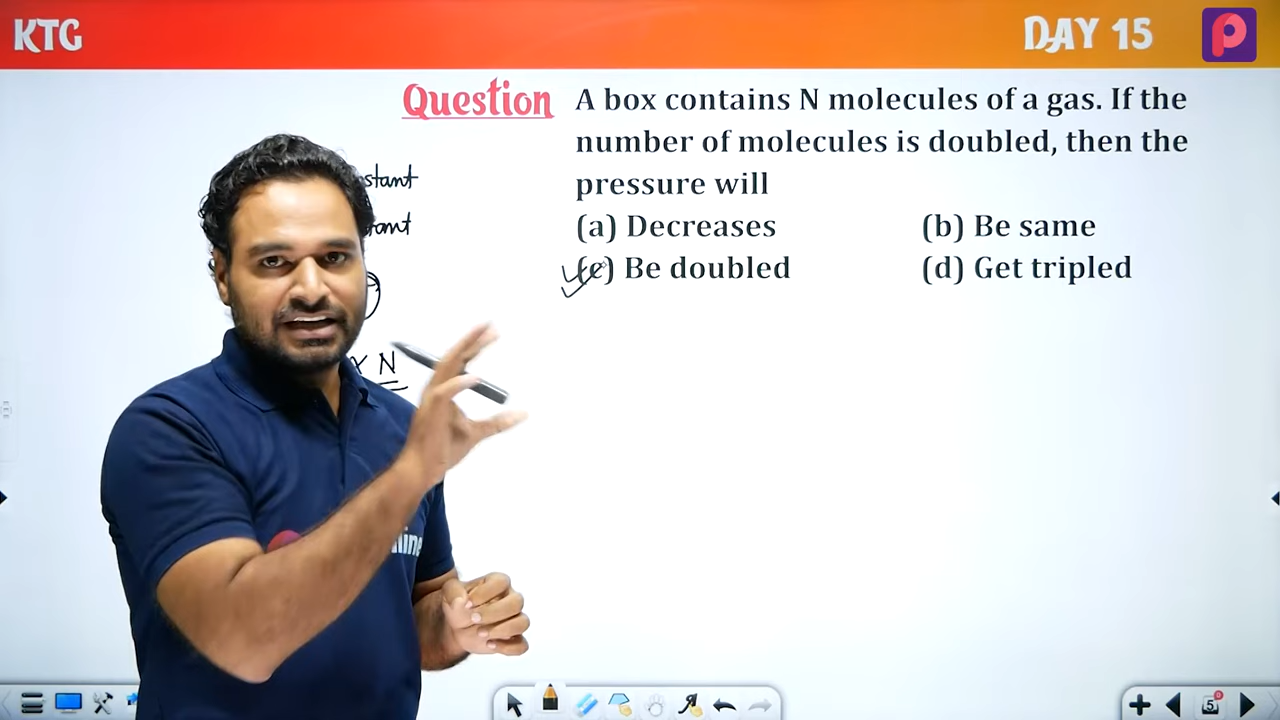 KTG
DAY 15
Question
A box contains N molecules of a gas. If the
number of molecules is doubled, then the
pressure will
(a) Decreases
(b) Be same
(c) Be doubled
(d) Get tripled
N
5